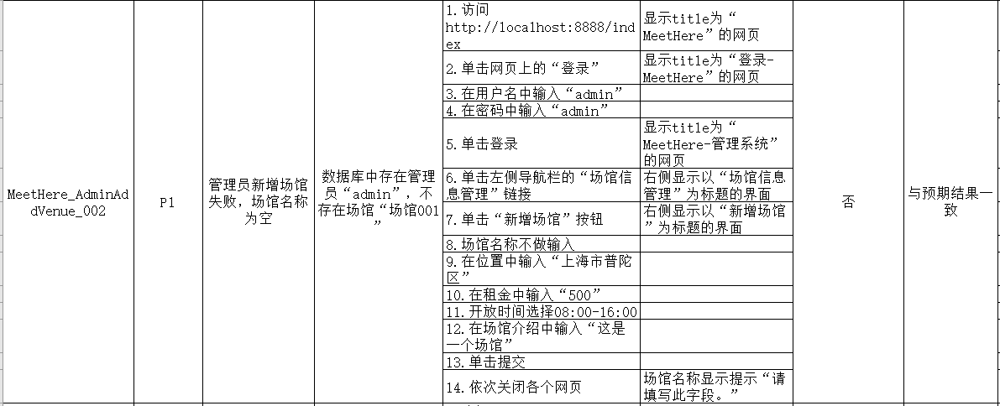 MeetHere_AdminAd
dVenue_002
P1
管理员新增场馆
失败，场馆名称
为空
数据库中存在管理
员“admin”，不
存在场馆“场馆001
”
1.访问
http://localhost:8888/ind
ex
显示title为“
MeetHere”的网页
2.单击网页上的“登录”
显示title为“登录-
MeetHere”的网页
3.在用户名中输入“admin”
4.在密码中输入“admin”
5.单击登录
显示title为“
MeetHere-管理系统”
的网页
6.单击左侧导航栏的“场馆信
息管理”链接
右侧显示以“场馆信息
管理”为标题的界面
7.单击“新增场馆”按钮
右侧显示以“新增场馆
”为标题的界面
8.场馆名称不做输入
9.在位置中输入“上海市普陀
区”
10.在租金中输入“500”
11.开放时间选择08:00-16:00
12.在场馆介绍中输入“这是
一个场馆”
13.单击提交
14.依次关闭各个网页
场馆名称显示提示“请
填写此字段。”
否
与预期结果一
致